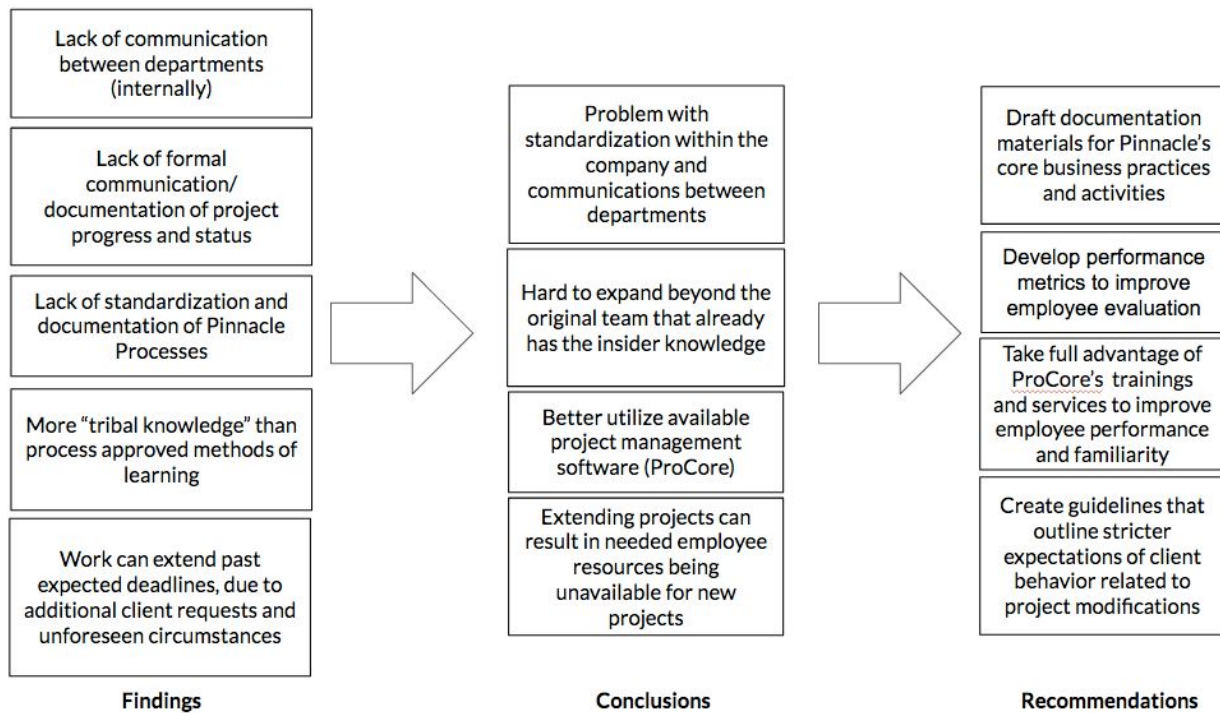 Lack of communication
between departments
(internally)
Lack of formal
communication/
documentation of project
progress and status
Lack of standardization and
documentation of Pinnacle
Processes
More “tribal knowledge” than
process approved methods of
learning
Work can extend past
expected deadlines, due to
additional client requests and
unforeseen circumstances
Findings
Problem with
standardization within the
company and
communications between
departments
Hard to expand beyond the
original team that already
has the insider knowledge
Better utilize available
project management
software (ProCore)
Extending projects can
result in needed employee
resources being
unavailable for new
projects
Conclusions
Draft documentation
materials for Pinnacle’s
core business practices
and activities
Develop performance
metrics to improve
employee evaluation
Take full advantage of
ProCore’s trainings
and services to improve
employee performance
and familiarity
Create guidelines that
outline stricter
expectations of client
behavior related to
project modifications
Recommendations